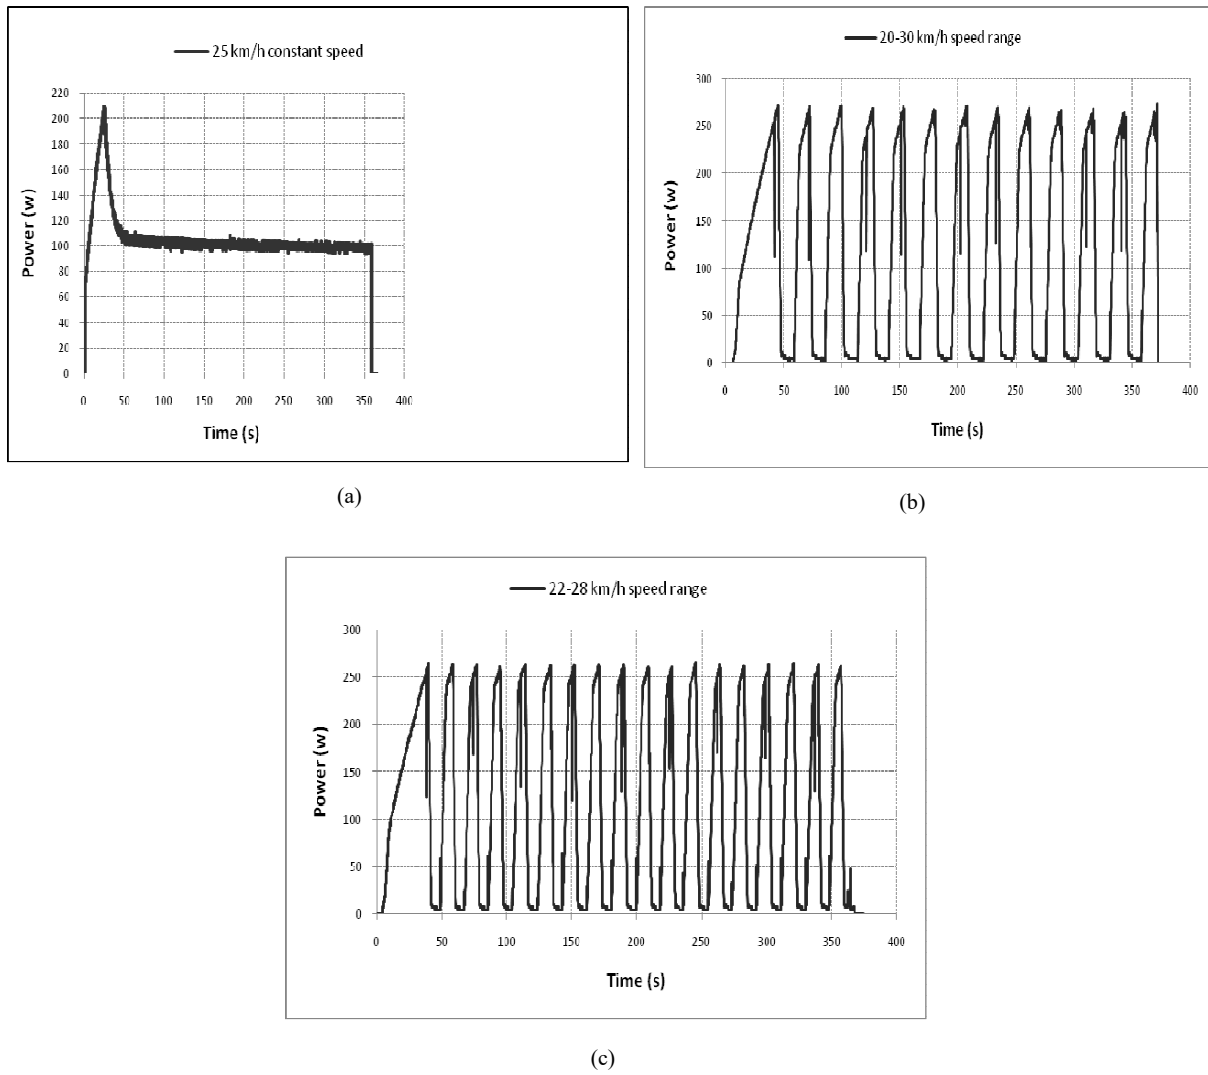 25 km/h constant speed
220
200
180
160
140
120
100
80
60
40
20
0
Power (w)
0 50 100 150 200 250 300 350 400
Time (s)
(a)
20-30 km/h speed range
300
250
200
150
100
50
0
Power (w)
0 50 100 150 200 250 300 350 400
Time (s)
(b)
22-28 km/h speed range
300
250
200
150
100
50
0
Power (w)
0 50 100 150 200 250 300 350 400
Time (s)
(c)